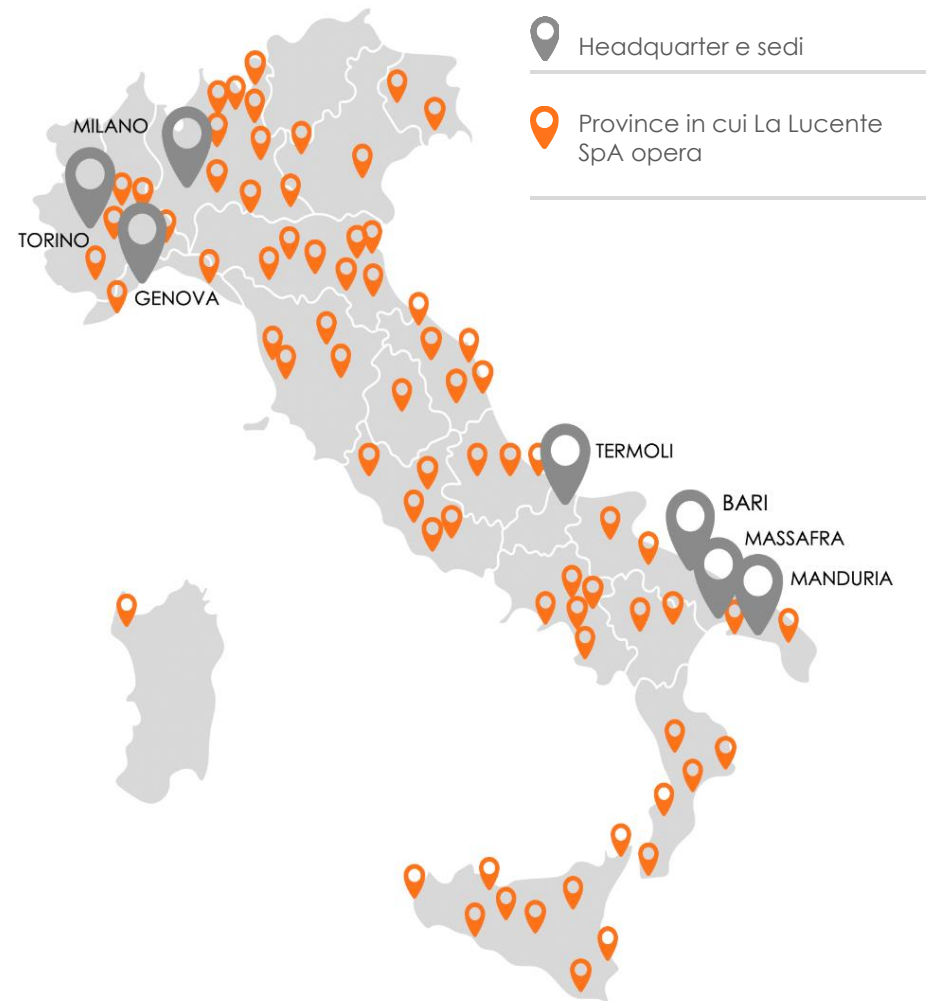 Headquarter e sedi
Province in cui La Lucente
SpA opera
MILANO
TORINO
GENOVA
TERMOLI
BARI
MASSAFRA
MANDURIA